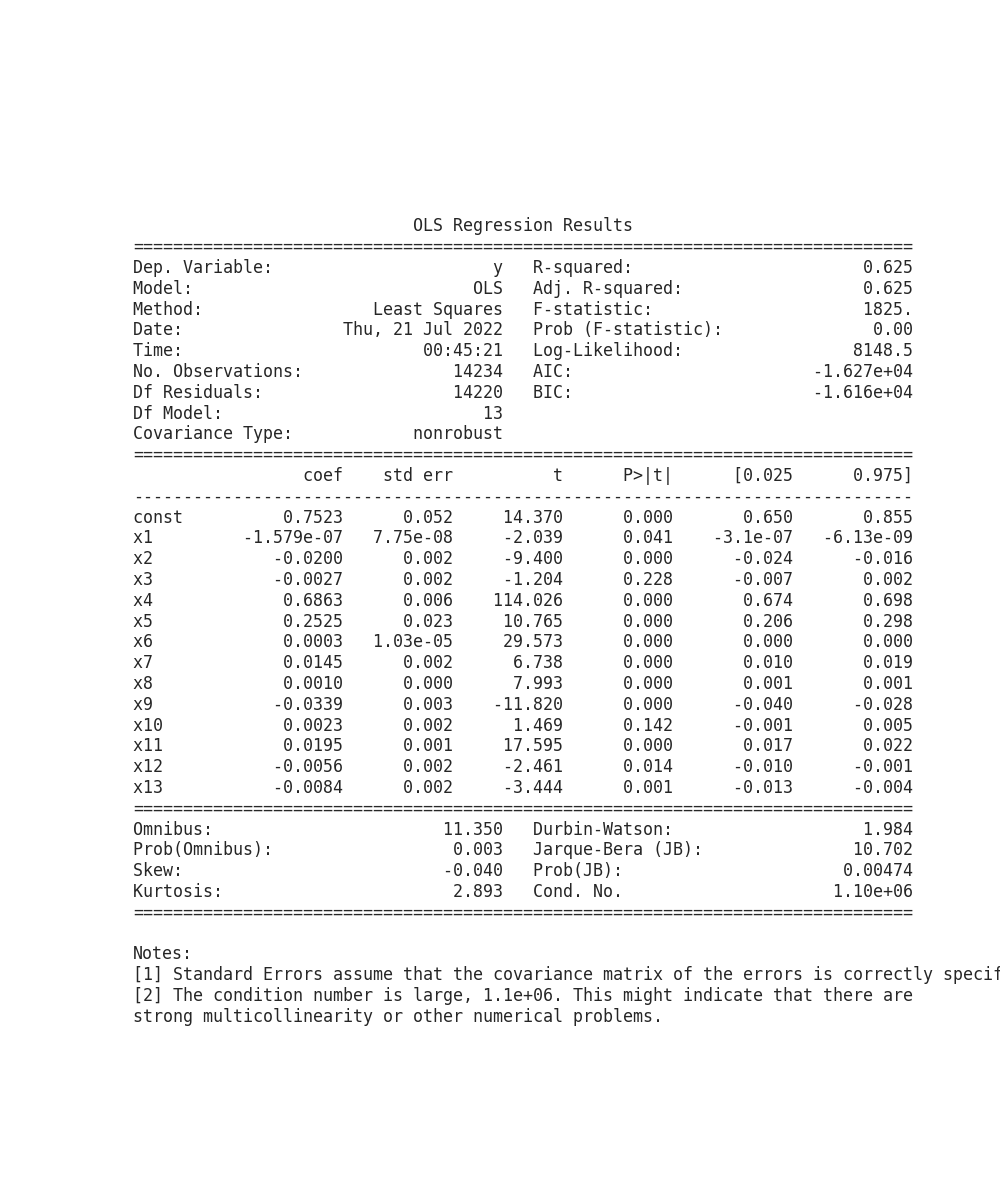 OLS Regression Results
==============================================================================
Dep. Variable:                      y   R-squared:                       0.625
Model:                            OLS   Adj. R-squared:                  0.625
Method:                 Least Squares   F-statistic:                     1825.
Date:                Thu, 21 Jul 2022   Prob (F-statistic):               0.00
Time:                        00:45:21   Log-Likelihood:                 8148.5
No. Observations:               14234   AIC:                        -1.627e+04
Df Residuals:                   14220   BIC:                        -1.616e+04
Df Model:                          13
Covariance Type:            nonrobust
==============================================================================
                 coef    std err          t      P>|t|      [0.025      0.975]
------------------------------------------------------------------------------
const          0.7523      0.052     14.370      0.000       0.650       0.855
x1         -1.579e-07   7.75e-08     -2.039      0.041    -3.1e-07   -6.13e-09
x2            -0.0200      0.002     -9.400      0.000      -0.024      -0.016
x3            -0.0027      0.002     -1.204      0.228      -0.007       0.002
x4             0.6863      0.006    114.026      0.000       0.674       0.698
x5             0.2525      0.023     10.765      0.000       0.206       0.298
x6             0.0003   1.03e-05     29.573      0.000       0.000       0.000
x7             0.0145      0.002      6.738      0.000       0.010       0.019
x8             0.0010      0.000      7.993      0.000       0.001       0.001
x9            -0.0339      0.003    -11.820      0.000      -0.040      -0.028
x10            0.0023      0.002      1.469      0.142      -0.001       0.005
x11            0.0195      0.001     17.595      0.000       0.017       0.022
x12           -0.0056      0.002     -2.461      0.014      -0.010      -0.001
x13           -0.0084      0.002     -3.444      0.001      -0.013      -0.004
==============================================================================
Omnibus:                       11.350   Durbin-Watson:                   1.984
Prob(Omnibus):                  0.003   Jarque-Bera (JB):               10.702
Skew:                          -0.040   Prob(JB):                      0.00474
Kurtosis:                       2.893   Cond. No.                     1.10e+06
==============================================================================

Notes:
[1] Standard Errors assume that the covariance matrix of the errors is correctly specif
[2] The condition number is large, 1.1e+06. This might indicate that there are
strong multicollinearity or other numerical problems.